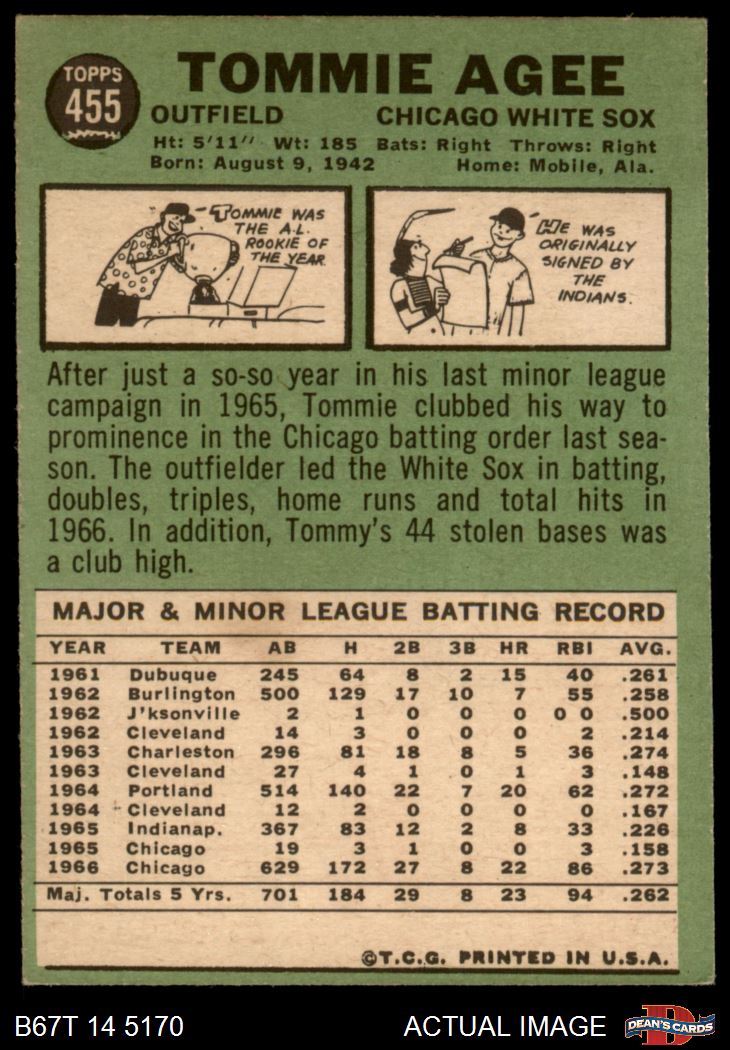 TOPPS
455
TOMMIE AGEE
OUTFIELD CHICAGO WHITE SOX
Ht: 5'11" Wt: 185 Bats: Right Throws: Right
Born: August 9, 1942 Home: Mobile, Ala.
TOMMIE WAS
THE A.L.
ROOKIE OF
THE YEAR
HE WAS
ORIGINALLY
SIGNED BY
THE
INDIANS.
After just a so-so year in his last minor league
campaign in 1965, Tommie clubbed his way to
prominence in the Chicago batting order last sea-
son. The outfielder led the White Sox in batting,
doubles, triples, home runs and total hits in
1966. In addition, Tommy's 44 stolen bases was
a club high.
MAJOR & MINOR LEAGUE BATTING RECORD
YEAR TEAM AB H 2B 3B HR RBI AVG.
1961 Dubuque 245 64 8 2 15 40 .261
1962 Burlington 500 129 17 10 7 55 .258
1962 J'ksonville 2 1 0 0 0 0 0 .500
1962 Cleveland 14 3 0 0 0 2 .214
1963 Charleston 296 81 18 8 5 36 .274
1963 Cleveland 27 4 1 0 1 3 .148
1964 Portland 514 140 22 7 20 62 .272
1964 Cleveland 12 2 0 0 0 0 .167
1965 Indianap. 367 83 12 2 8 33 .226
1965 Chicago 19 3 1 0 0 3 .158
1966 Chicago 629 172 27 8 22 86 .273
Maj. Totals 5 Yrs. 701 184 29 8 23 94 .262
©T.C.G. PRINTED IN U.S.A.
B67T 14 5170 ACTUAL IMAGE
D
DEAN'S CARDS